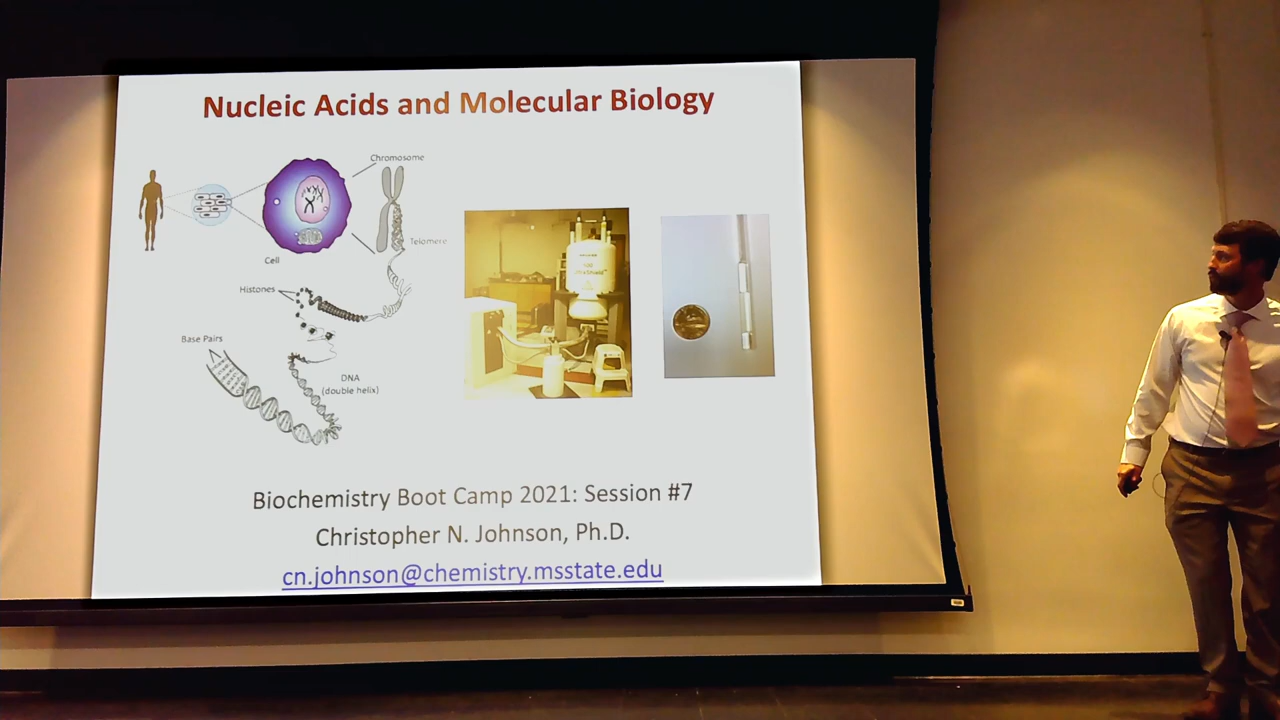 Nucleic Acids and Molecular Biology
Chromosome
Telomere
Cell
Histones
Base Pairs
DNA
(double helix)
Biochemistry Boot Camp 2021: Session #7
Christopher N. Johnson, Ph.D.
cn.johnson@chemistry.msstate.edu